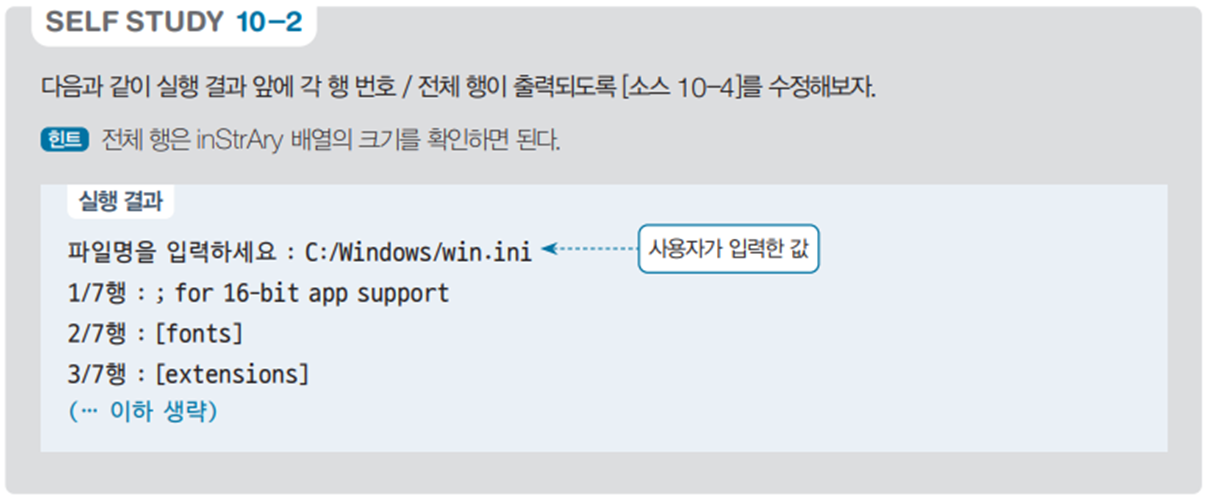 SELF STUDY 10-2
다음과 같이 실행 결과 앞에 각 행 번호 / 전체 행이 출력되도록 [소스 10-4]를 수정해보자.
힌트 전체 행은 inStrAry 배열의 크기를 확인하면 된다.
실행 결과
파일명을 입력하세요 : C:/Windows/win.ini
사용자가 입력한 값
1/7행 : ; for 16-bit app support
2/7행 : [fonts]
3/7행 : [extensions]
(… 이하 생략)